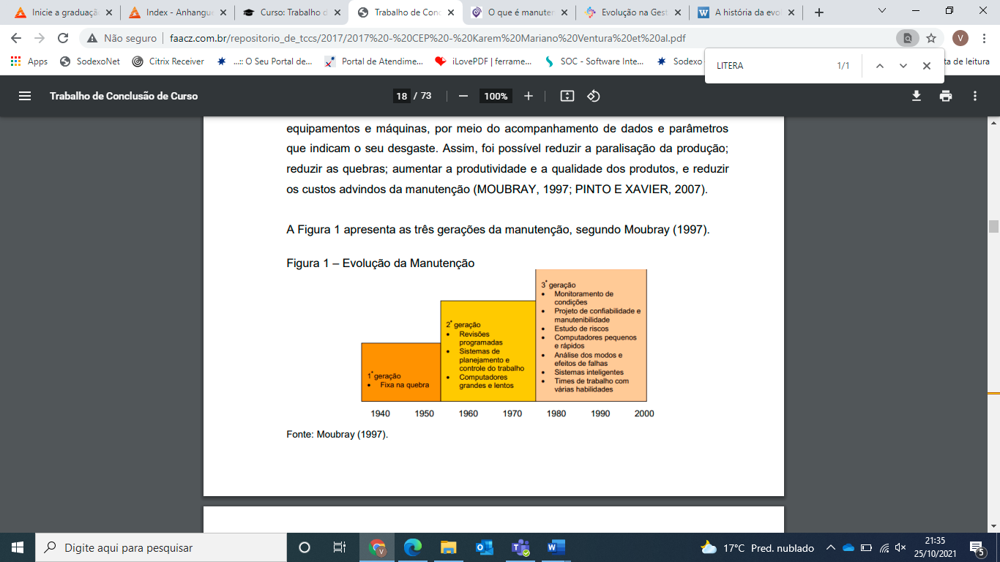 Inicie a graduaçã
Index - Anhangue
Curso: Trabalho d
Trabalho de Conc
O que é manuten
Evolução na Gest
A história da evol
Não seguro | faacz.com.br/repositorio_de_tccs/2017/2017%20-%20CEP%20-%20Karem%20Mariano%20Ventura%20et%20al.pdf
V
Apps
SodexoNet
Citrix Receiver
...:: O Seu Portal de...
Portal de Atendime...
iLovePDF | ferrame...
SOC - Software Inte...
Sodexo
ta de leitura
LITERA 1/1
Trabalho de Conclusão de Curso
18 / 73
100%
equipamentos e máquinas, por meio do acompanhamento de dados e parâmetros
que indicam o seu desgaste. Assim, foi possível reduzir a paralisação da produção;
reduzir as quebras; aumentar a produtividade e a qualidade dos produtos, e reduzir
os custos advindos da manutenção (MOUBRAY, 1997; PINTO E XAVIER, 2007).
A Figura 1 apresenta as três gerações da manutenção, segundo Moubray (1997).
Figura 1 – Evolução da Manutenção
1ª geração
• Fixa na quebra
2ª geração
• Revisões
programadas
• Sistemas de
planejamento e
controle do trabalho
• Computadores
grandes e lentos
3ª geração
• Monitoramento de
condições
• Projeto de confiabilidade e
manutenibilidade
• Estudo de riscos
• Computadores pequenos
e rápidos
• Análise dos modos e
efeitos de falhas
• Sistemas inteligentes
• Times de trabalho com
várias habilidades
1940 1950 1960 1970 1980 1990 2000
Fonte: Moubray (1997).
Digite aqui para pesquisar
17°C Pred. nublado
21:35
25/10/2021
5